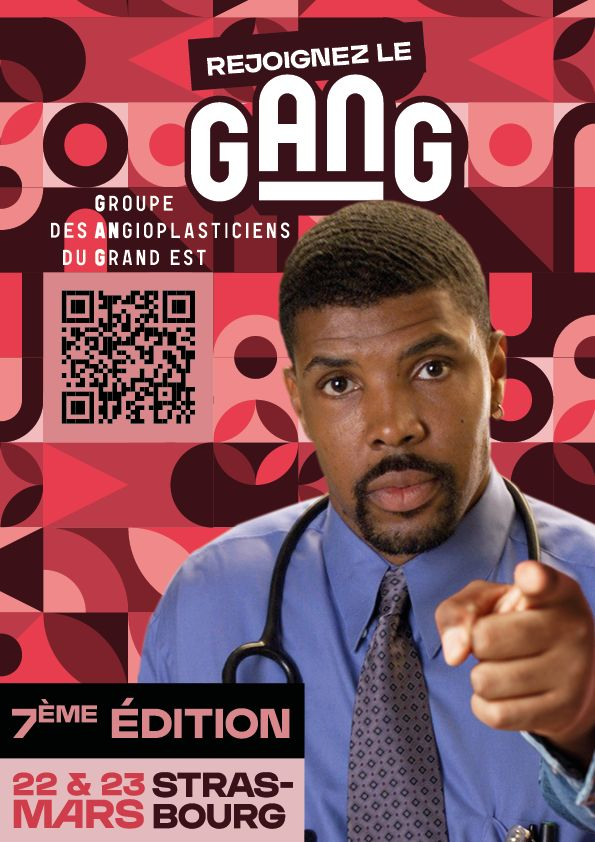 REJOIGNEZ LE
GANG
GROUPE
DES ANGIOPLASTICIENS
DU GRAND EST
7ÈME ÉDITION
22 & 23 MARS
STRAS-
BOURG